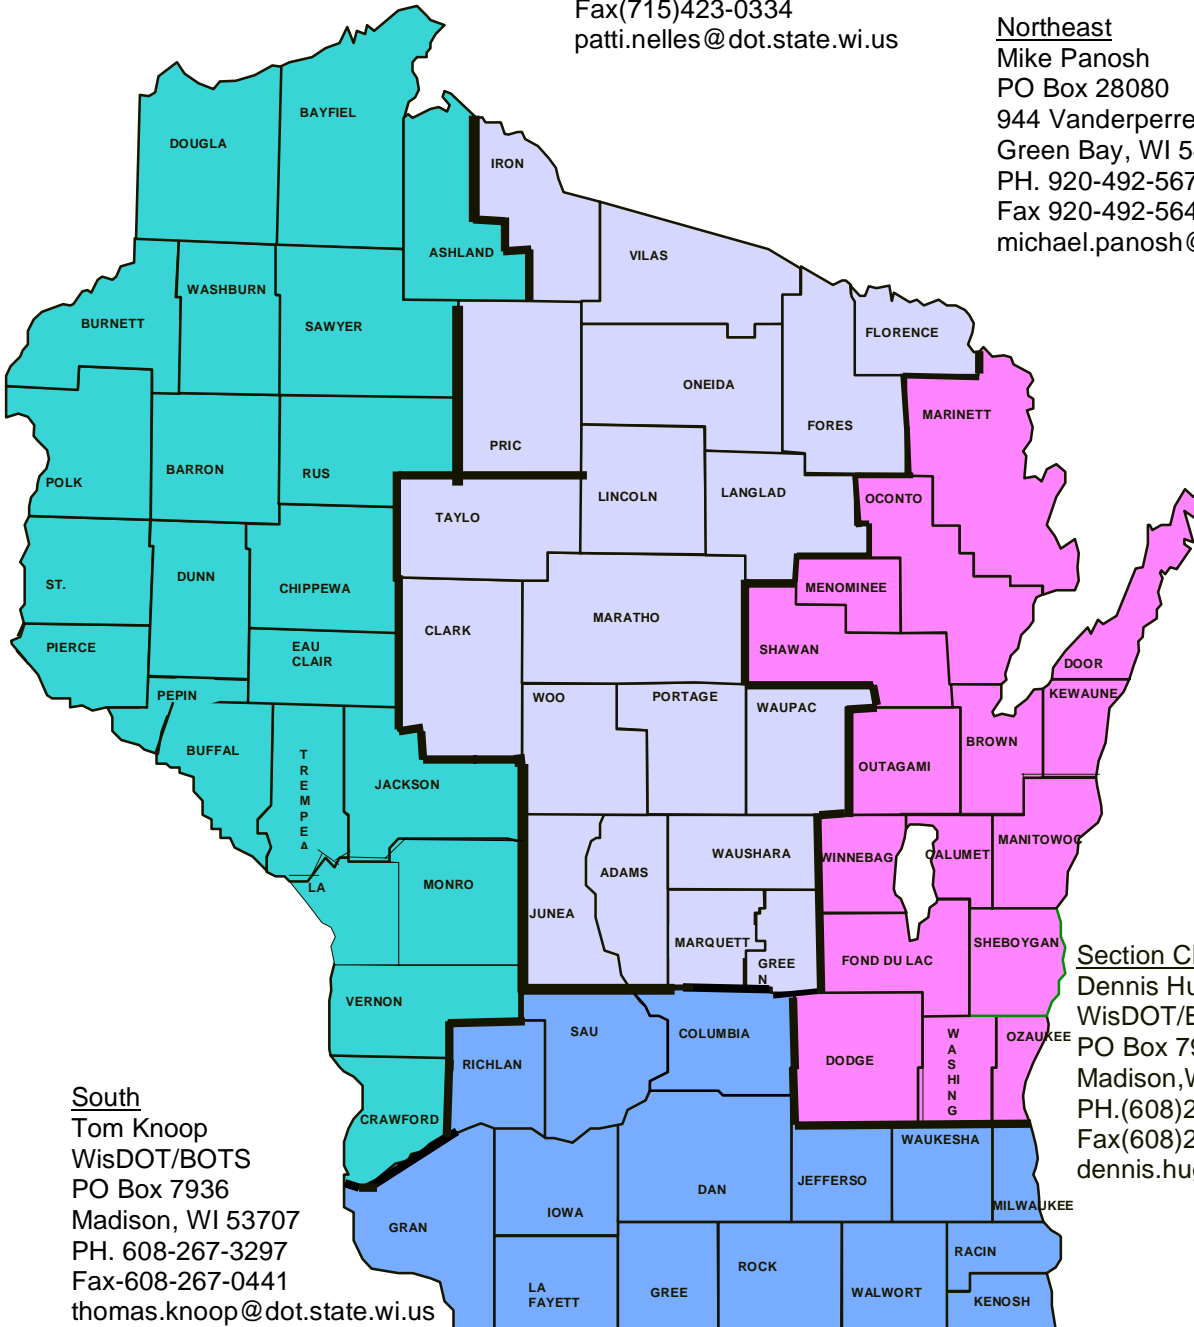 Fax(715)423-0334
patti.nelles@dot.state.wi.us
Northeast
Mike Panosh
PO Box 28080
944 Vanderperre
Green Bay, WI 5
PH. 920-492-567
Fax 920-492-564
michael.panosh@
BAYFIEL
DOUGLA
IRON
ASHLAND
VILAS
WASHBURN
BURNETT
SAWYER
FLORENCE
ONEIDA
MARINETT
FORES
PRIC
BARRON
RUS
POLK
LINCOLN
LANGLAD
OCONTO
TAYLO
ST.
DUNN
CHIPPEWA
MENOMINEE
MARATHO
CLARK
PIERCE
EAU
CLAIR
SHAWAN
DOOR
PEPIN
WOO
PORTAGE
WAUPAC
KEWAUNE
BUFFAL
BROWN
TREMPEA
JACKSON
OUTAGAMI
MANITOWOC
WAUSHARA
WINNEBAG
CALUMET
ADAMS
LA
MONRO
JUNEA
MARQUETT
GREE
N
FOND DU LAC
SHEBOYGAN
VERNON
SAU
COLUMBIA
RICHLAN
DODGE
WASHING
OZAUKEE
Section C
Dennis Hu
WisDOT/B
PO Box 79
Madison,W
PH.(608)2
Fax(608)2
dennis.hug
CRAWFORD
WAUKESHA
South
Tom Knoop
WisDOT/BOTS
PO Box 7936
Madison, WI 53707
PH. 608-267-3297
Fax-608-267-0441
thomas.knoop@dot.state.wi.us
DAN
JEFFERSO
MILWAUKEE
GRAN
IOWA
RACIN
ROCK
LA
FAYETT
GREE
WALWORT
KENOSH